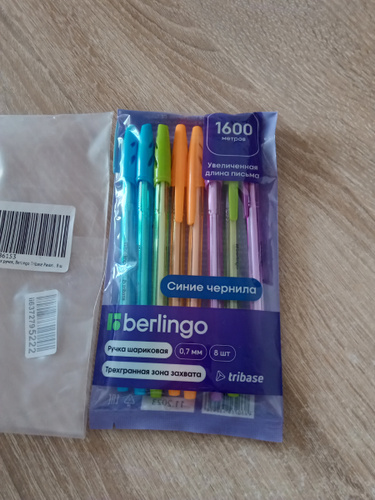 1600
метров
Увеличенная
длина письма
Синие чернила
berlingo
Ручка шариковая
0,7 мм
8 шт
Трехгранная зона захвата
tribase